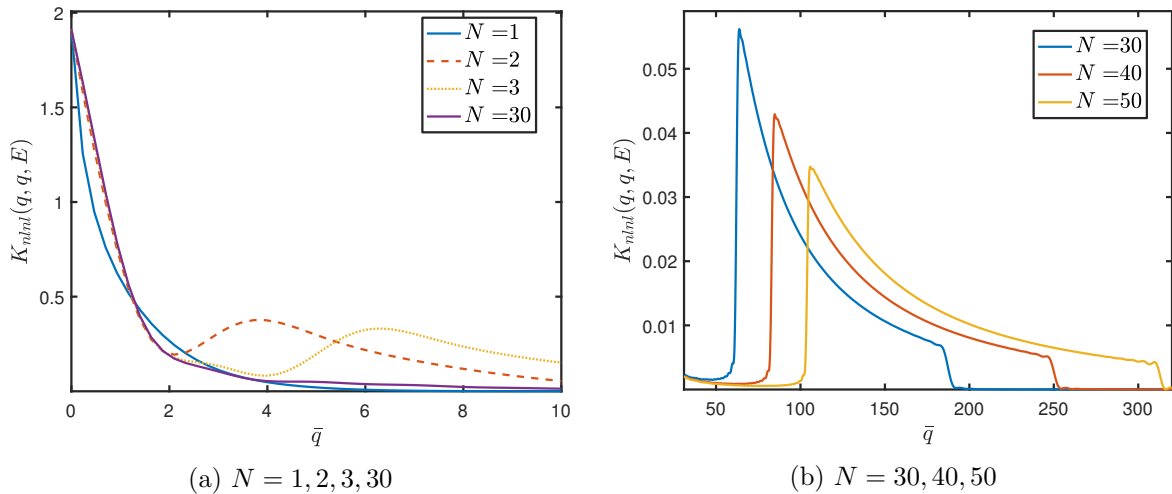 2
1.5
1
0.5
0 2 4 6 8 10
K_{nlnl}(q, q, E)
q̄
N =1
N =2
N =3
N =30
(a) N = 1, 2, 3, 30
0.05
0.04
0.03
0.02
0.01
50 100 150 200 250 300
K_{nlnl}(q, q, E)
q̄
N =30
N =40
N =50
(b) N = 30, 40, 50